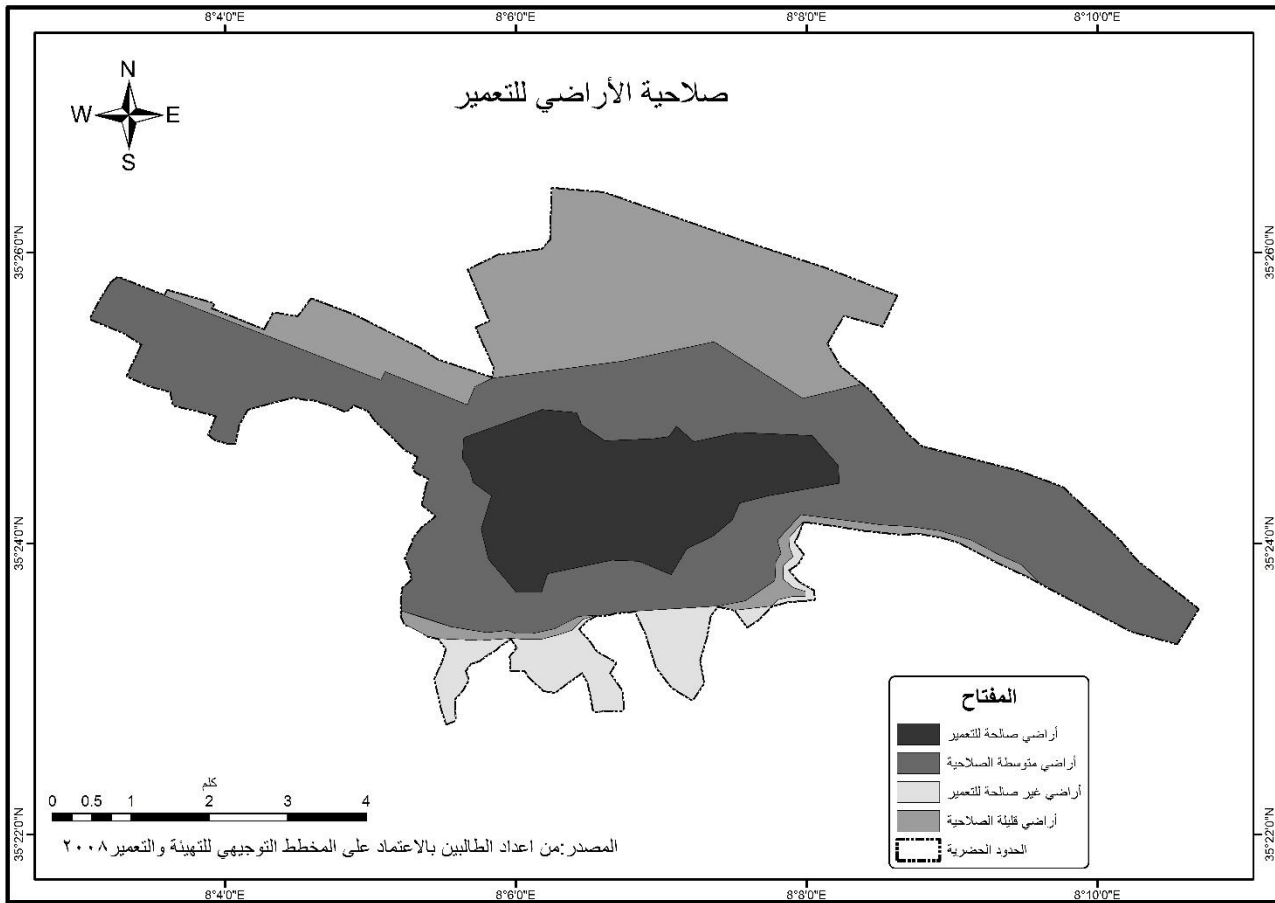 8°4'0"E
8°6'0"E
8°8'0"E
8°10'0"E
صلاحية الأراضي للتعمير
N
W E
S
35°26'0"N
35°26'0"N
35°24'0"N
35°24'0"N
35°22'0"N
35°22'0"N
المفتاح
أراضي صالحة للتعمير
أراضي متوسطة الصلاحية
أراضي غير صالحة للتعمير
أراضي قليلة الصلاحية
الحدود الحضرية
كلم
0 0.5 1 2 3 4
المصدر:من اعداد الطالبين بالاعتماد على المخطط التوجيهي للتهيئة والتعمير ٢٠٠٨
8°4'0"E
8°6'0"E
8°8'0"E
8°10'0"E